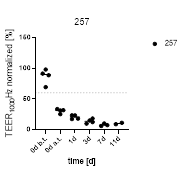 257
257
TEER1000Hz normalized [%]
150
100
50
0
0d b.t.
0d a.t.
1d
3d
7d
11d
time [d]